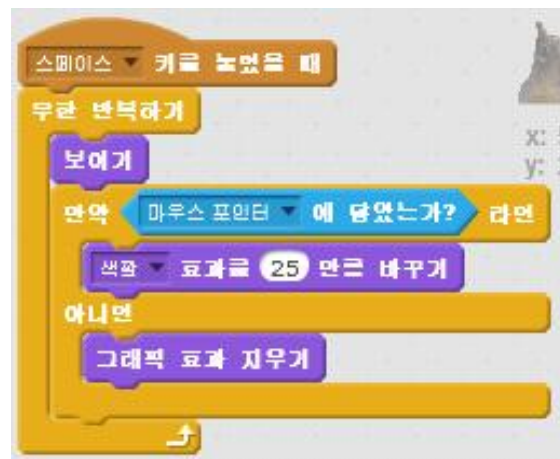 스페이스 키를 눌렀을 때
무한 반복하기
보이기
만약 마우스 포인터 에 닿았는가? 라면
색깔 효과를 25 만큼 바꾸기
아니면
그래픽 효과 지우기
x:
y: